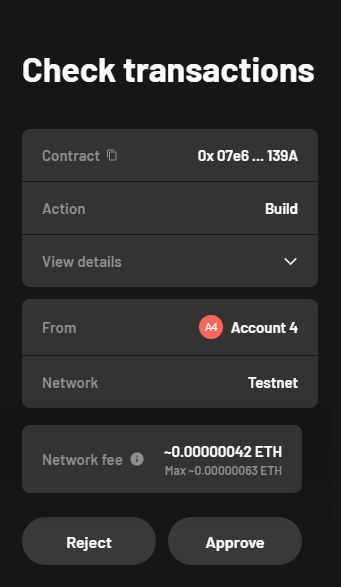 Check transactions
Contract 0x 07e6 ... 139A
Action Build
View details
From A4 Account 4
Network Testnet
Network fee ~0.00000042 ETH
Max ~0.00000063 ETH
Reject Approve